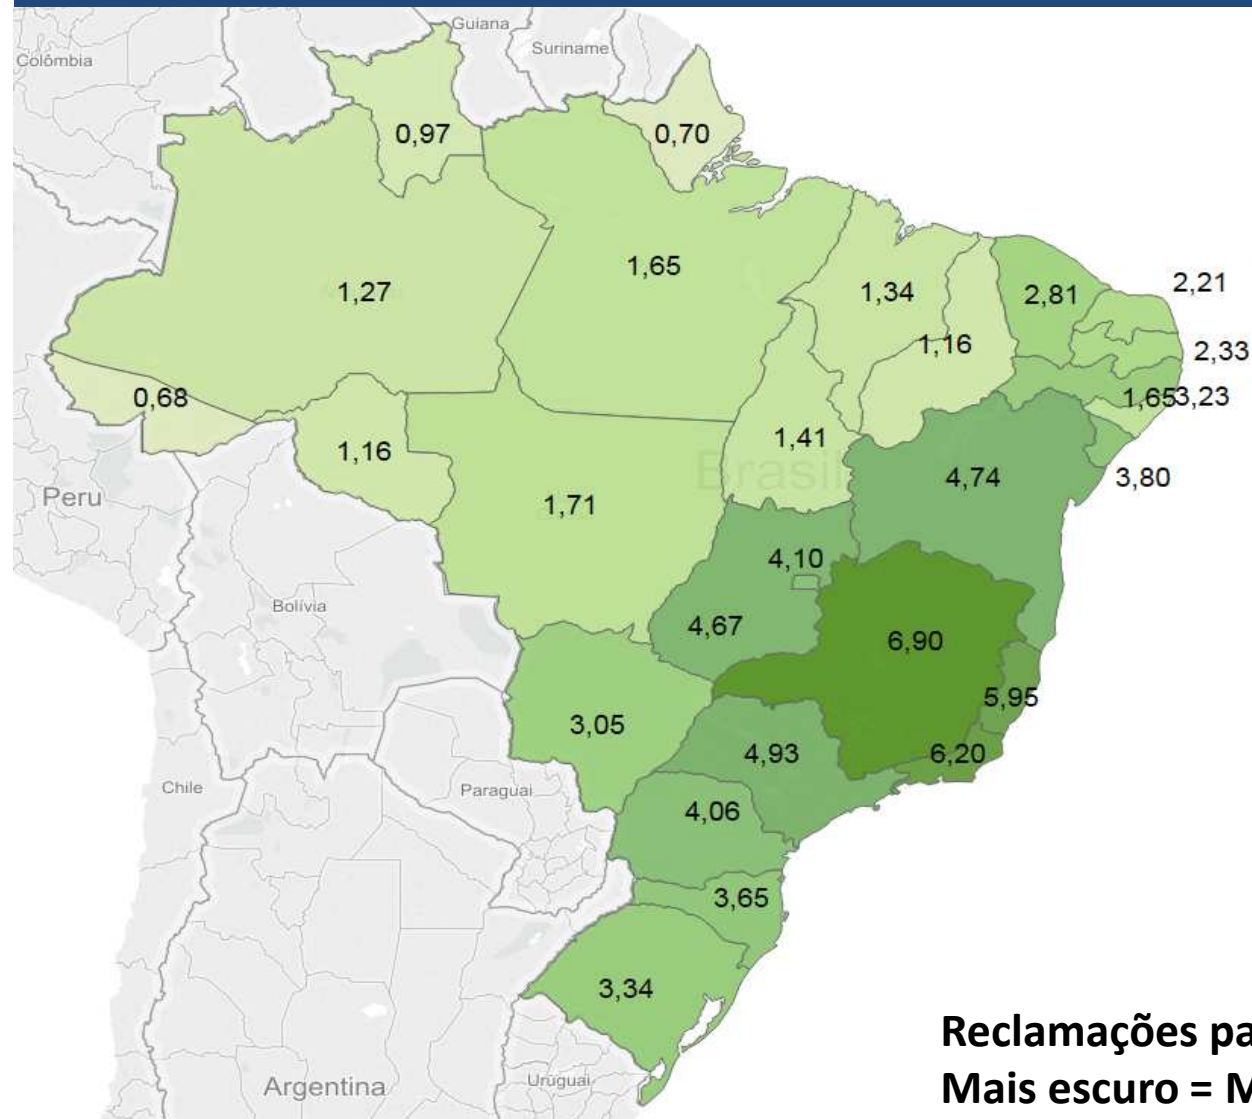 Guiana
Colômbia
Suriname
0,97
0,70
1,65
1,27
1,34
2,81
2,21
1,16
2,33
0,68
1,65
3,23
1,16
1,41
Brasil
4,74
3,80
Peru
1,71
4,10
Bolívia
4,67
6,90
5,95
3,05
4,93
6,20
Chile
Paraguai
4,06
3,65
3,34
Reclamações pa
Argentina
Uruguai
Mais escuro = M